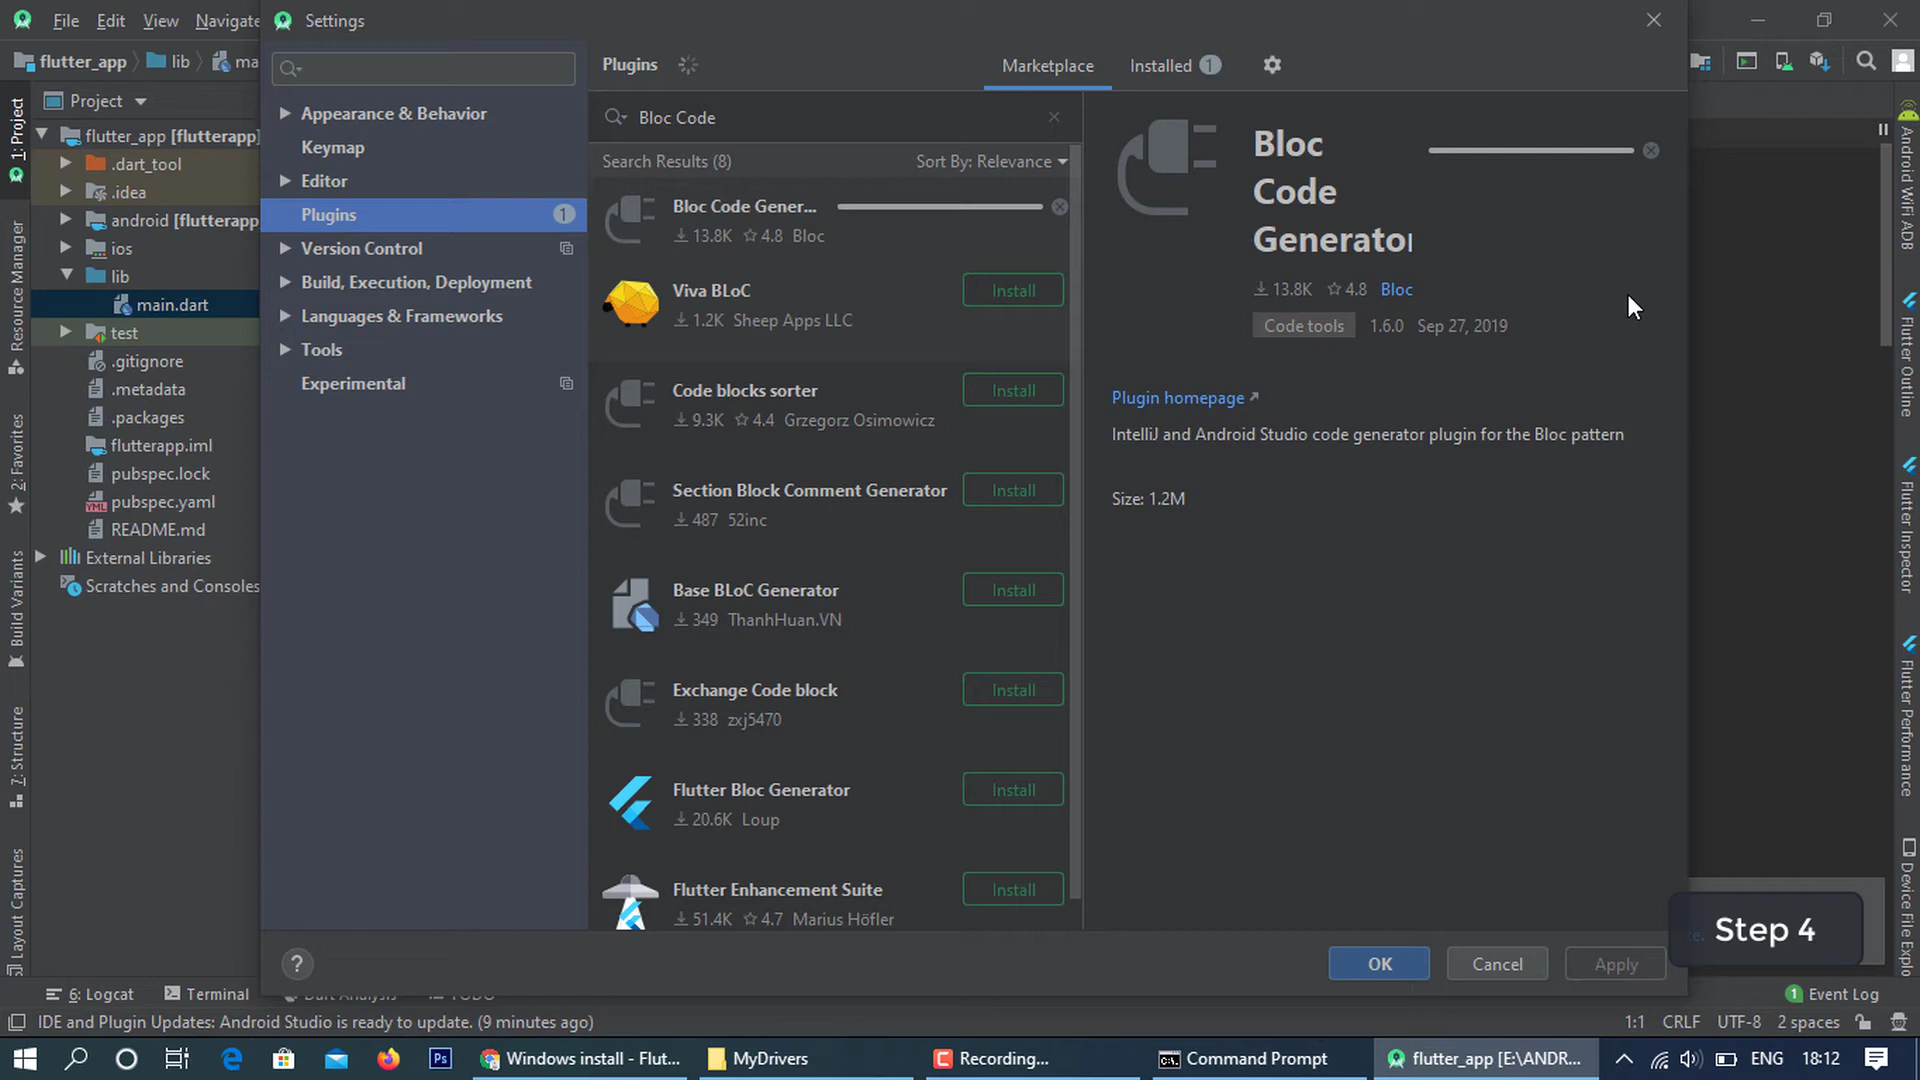 File Edit View Navigate
Settings
flutter_app lib
Project
1: Project
flutter_app [flutterapp]
.dart_tool
.idea
android [flutterapp
ios
lib
main.dart
test
.gitignore
.metadata
.packages
flutterapp.iml
pubspec.lock
pubspec.yaml
README.md
External Libraries
Scratches and Consoles
Resource Manager
2: Favorites
Build Variants
7: Structure
Layout Captures
Appearance & Behavior
Keymap
Editor
Plugins 1
Version Control
Build, Execution, Deployment
Languages & Frameworks
Tools
Experimental
Plugins
Marketplace
Installed 1
Bloc Code
Search Results (8) Sort By: Relevance
Bloc Code Gener...
13.8K 4.8 Bloc
Viva BLoC Install
1.2K Sheep Apps LLC
Code blocks sorter Install
9.3K 4.4 Grzegorz Osimowicz
Section Block Comment Generator Install
487 52inc
Base BLoC Generator Install
349 ThanhHuan.VN
Exchange Code block Install
338 zxj5470
Flutter Bloc Generator Install
20.6K Loup
Flutter Enhancement Suite Install
51.4K 4.7 Marius Höfler
Bloc
Code
Generator
13.8K 4.8 Bloc
Code tools 1.6.0 Sep 27, 2019
Plugin homepage
IntelliJ and Android Studio code generator plugin for the Bloc pattern
Size: 1.2M
Android WiFi ADB
Flutter Outline
Flutter Inspector
Flutter Performance
Device File Explo
Step 4
?
OK Cancel Apply
6: Logcat Terminal Dart Analysis TODO
1 Event Log
IDE and Plugin Updates: Android Studio is ready to update. (9 minutes ago)
1:1 CRLF UTF-8 2 spaces
Ps
Windows install - Flut...
MyDrivers
Recording...
Command Prompt
flutter_app [E:\ANDR...
ENG 18:12